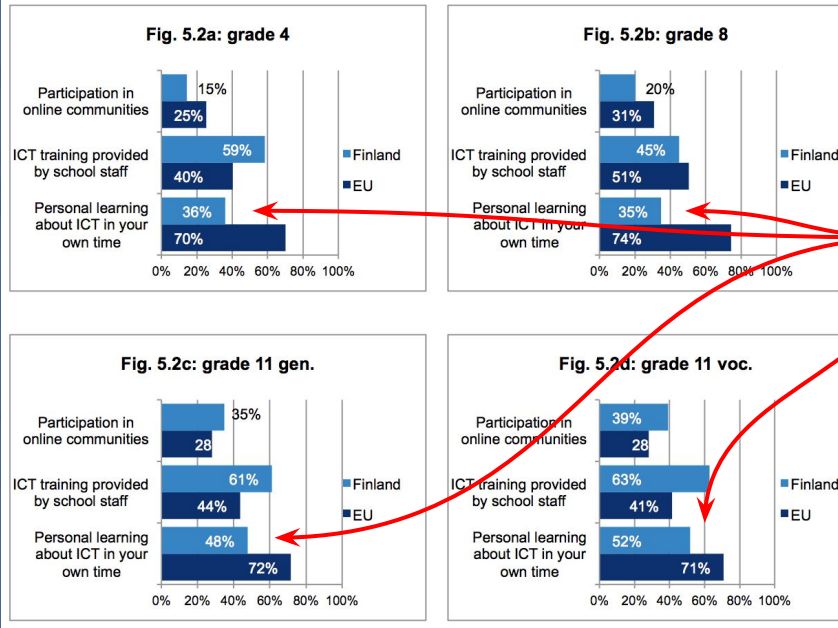 Fig. 5.2a: grade 4
Participation in
online communities
15%
25%
ICT training provided
by school staff
59%
40%
Personal learning
about ICT in your
own time
36%
70%
Finland
EU
0% 20% 40% 60% 80% 100%
Fig. 5.2b: grade 8
Participation in
online communities
20%
31%
ICT training provided
by school staff
45%
51%
Personal learning
about ICT in your
own time
35%
74%
Finland
EU
0% 20% 40% 60% 80% 100%
Fig. 5.2c: grade 11 gen.
Participation in
online communities
35%
28
ICT training provided
by school staff
61%
44%
Personal learning
about ICT in your
own time
48%
72%
Finland
EU
0% 20% 40% 60% 80% 100%
Fig. 5.2d: grade 11 voc.
Participation in
online communities
39%
28
ICT training provided
by school staff
63%
41%
Personal learning
about ICT in your
own time
52%
71%
Finland
EU
0% 20% 40% 60% 80% 100%